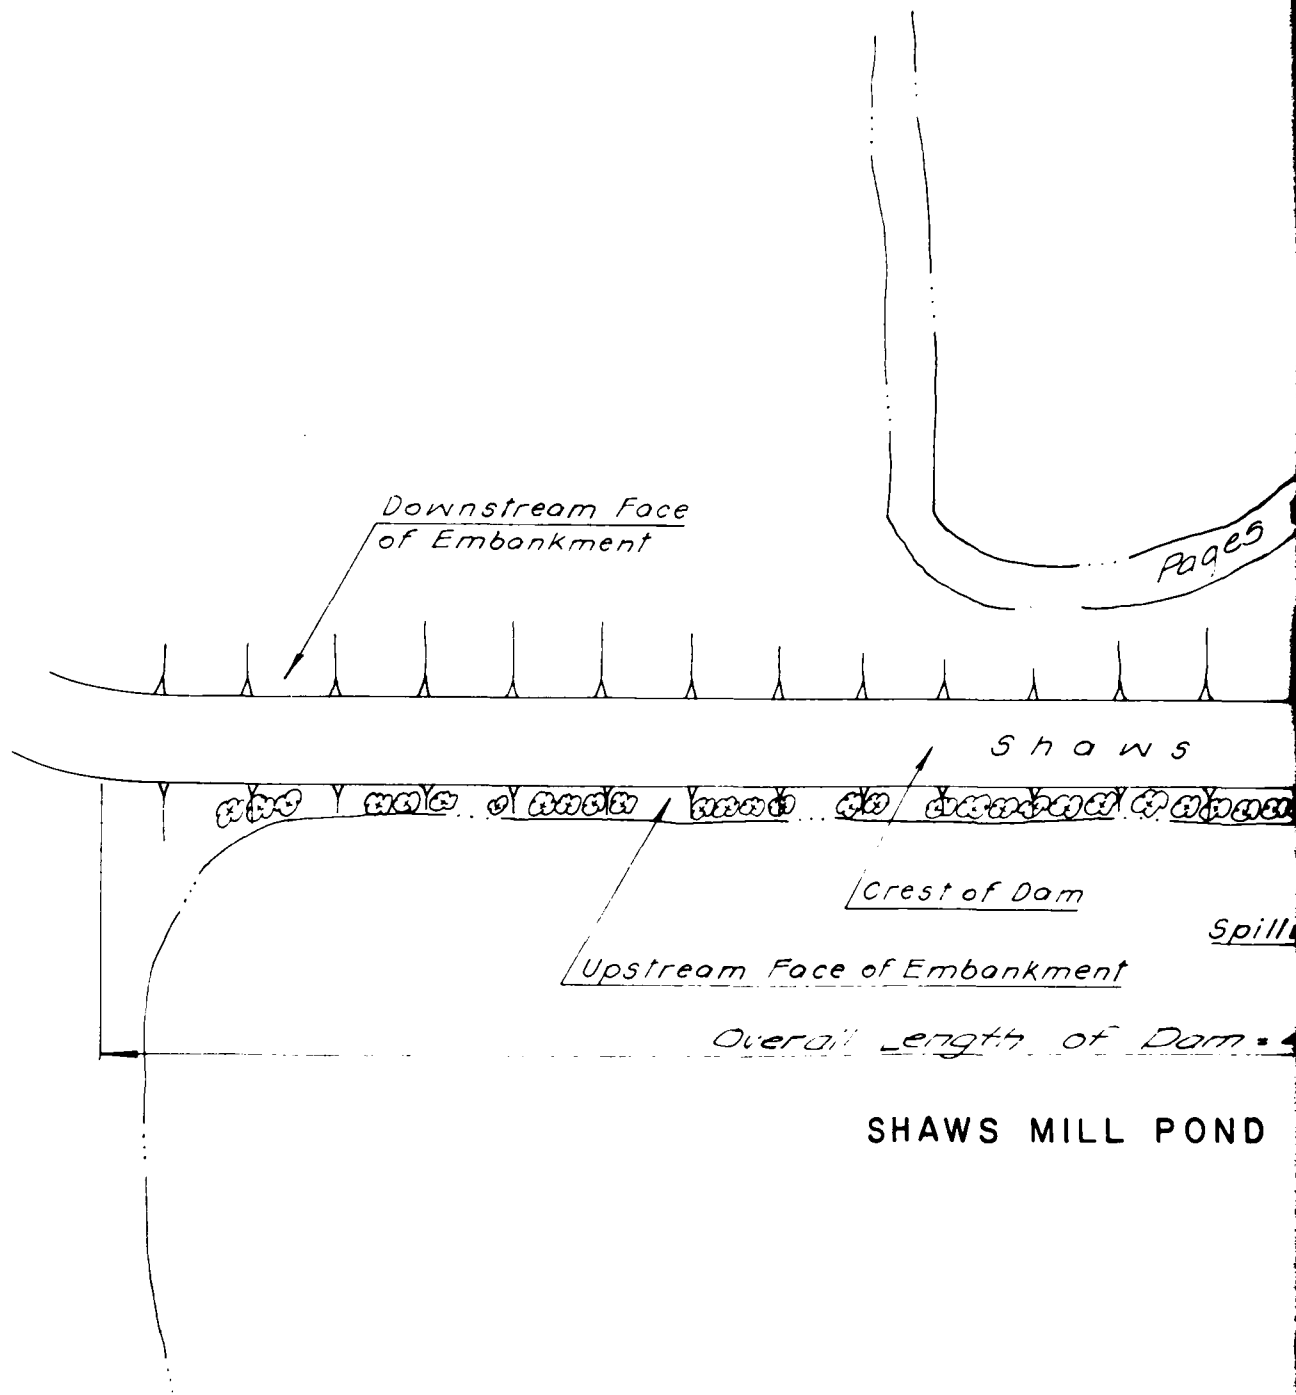 Downstream Face
of Embankment
Pages
Shaws
Crest of Dam
Upstream Face of Embankment
Overall Length of Dam =
SHAWS MILL POND